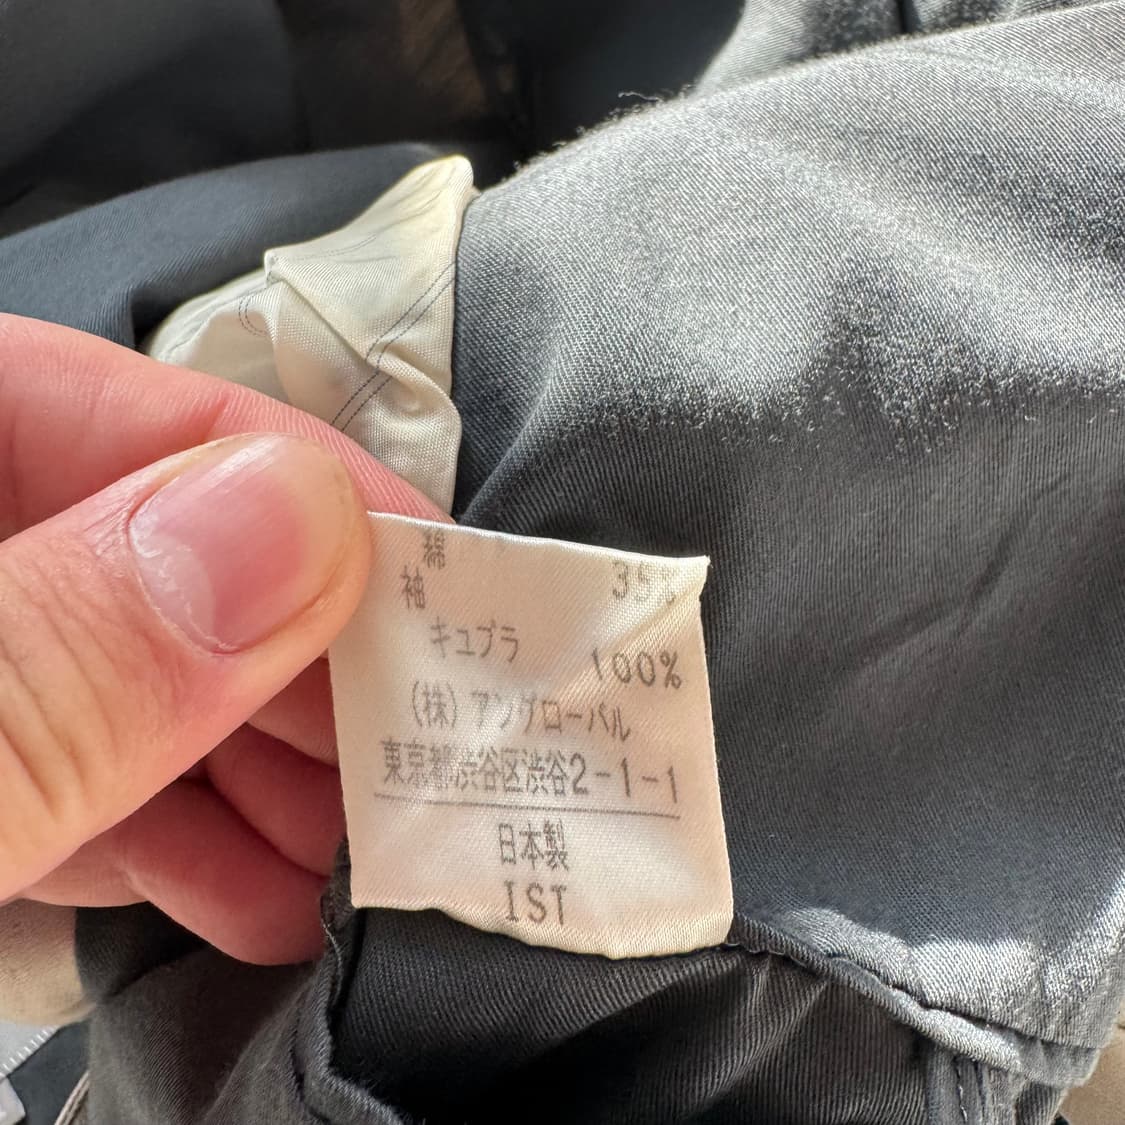 綿 35%
袖
キュプラ 100%
(株) アングローバル
東京都渋谷区渋谷2-1-1
日本製
IST